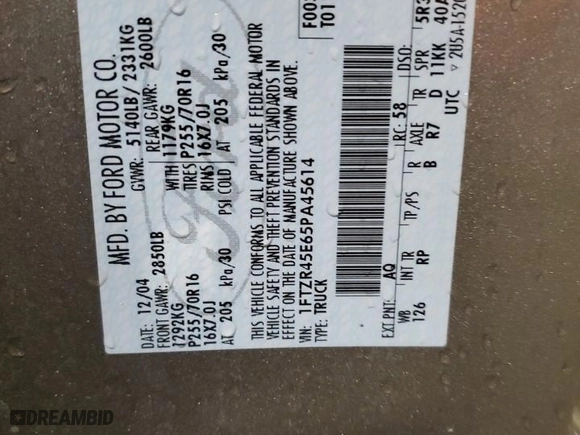 MFD. BY FORD MOTOR CO.
12/04 GVWR: 5140LB/ 2331KG
FRONT GAWR: 2850LB REAR GAWR: 2600LB
1292KG WITH 1179KG
P255/70R16 TIRES P255/70R16
16X7.0J RIMS 16X7.0J
AT 205 kPa/30 PSI COLD AT 205 kPa/30
THIS VEHICLE CONFORMS TO ALL APPLICABLE FEDERAL MOTOR
VEHICLE SAFETY AND THEFT PREVENTION STANDARDS IN
EFFECT ON THE DATE OF MANUFACTURE SHOWN ABOVE.
VIN: 1FTZR45E65PA45614
TYPE: TRUCK
F003
T01
EXT PNT: AQ RC: 58 DSO:
WB INT TR TP/PS R AXLE TR SPR
126 RP B R7 D 11KK 40A
UTC
5R3
DREAMBID